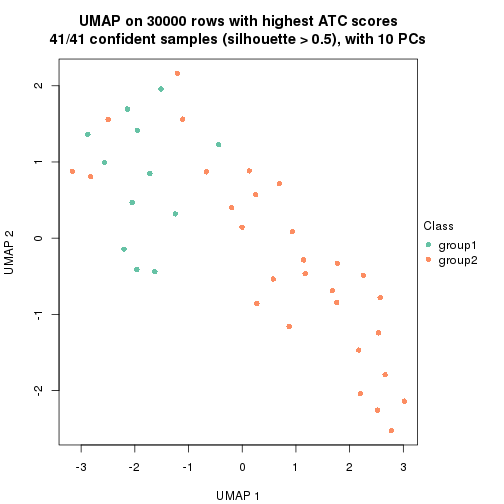 UMAP on 30000 rows with highest ATC scores
41/41 confident samples (silhouette > 0.5), with 10 PCs
2
1
0
-1
-2
UMAP 2
-3
-2
-1
0
1
2
3
UMAP 1
Class
group1
group2